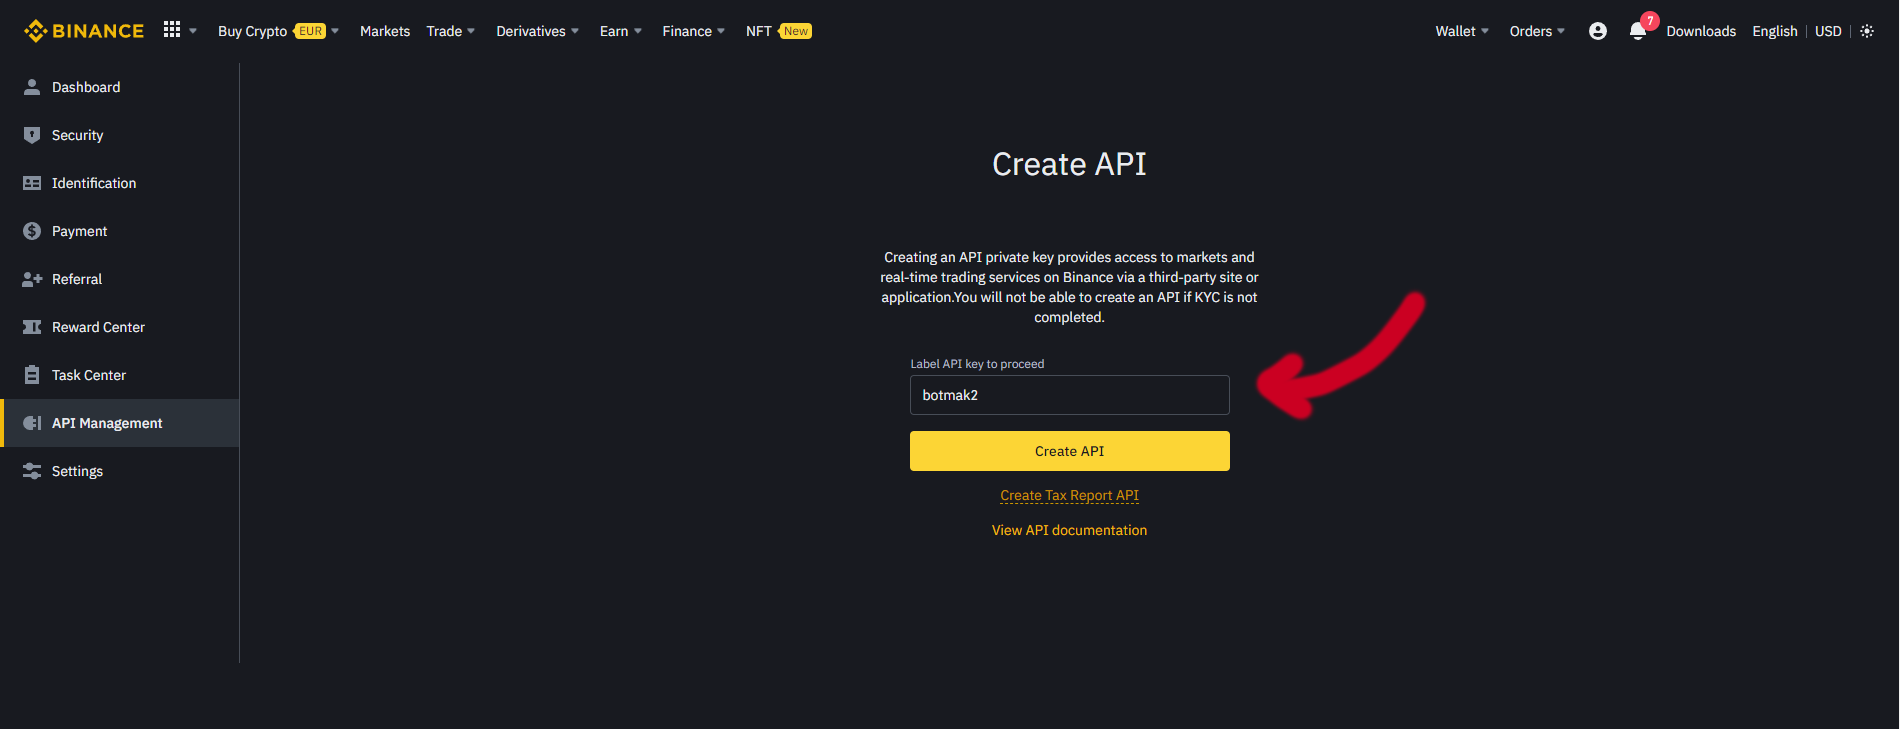 BINANCE Buy Crypto EUR Markets Trade Derivatives Earn Finance NFT New Wallet Orders 7 Downloads English USD
Dashboard
Security
Identification
Payment
Referral
Reward Center
Task Center
API Management
Settings
Create API
Creating an API private key provides access to markets and
real-time trading services on Binance via a third-party site or
application.You will not be able to create an API if KYC is not
completed.
Label API key to proceed
botmak2
Create API
Create Tax Report API
View API documentation